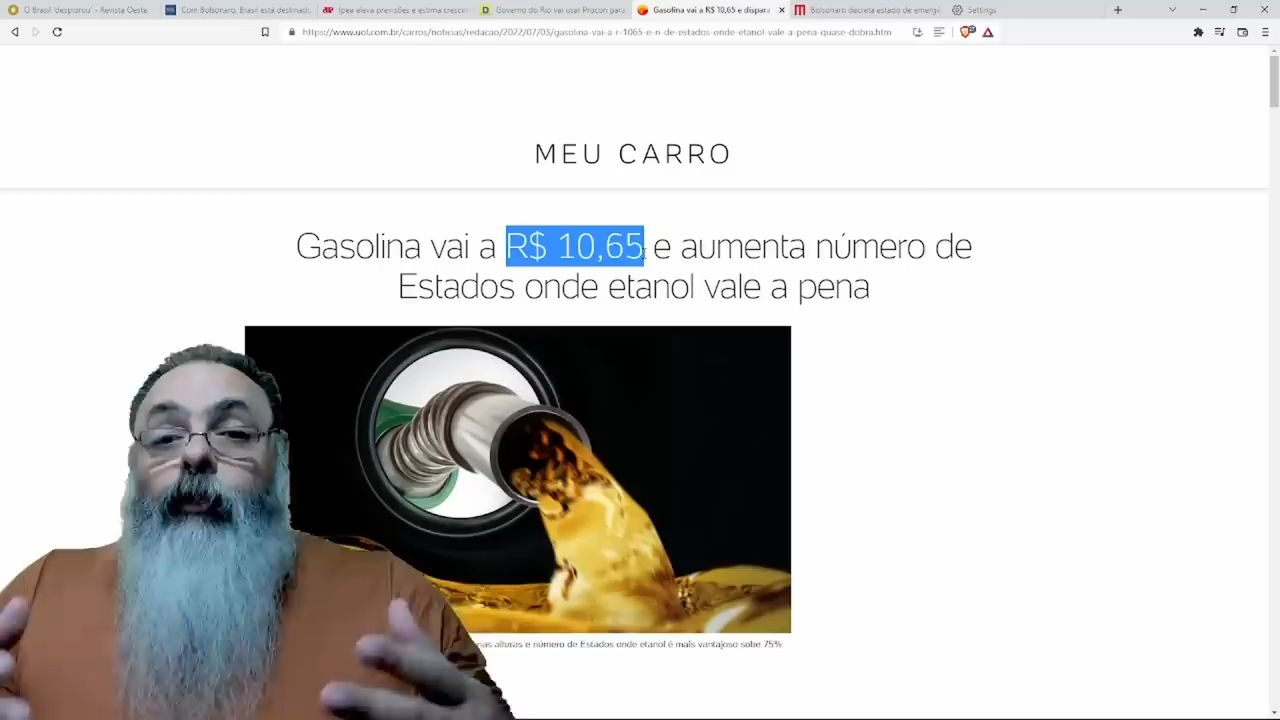 O Brasil 'desporou' - Revista Oeste
Com Bolsonaro, Brasil está destinado
Ipea eleva previsões e estima crescim
Governo do Rio vai usar Procon para
Gasolina vai a R$ 10,65 e dispara
Bolsonaro decreta estado de emergê
Settings
https://www.uol.com.br/carros/noticias/redacao/2022/07/03/gasolina-vai-a-r-1065-e-n-de-estados-onde-etanol-vale-a-pena-quase-dobra.htm
MEU CARRO
Gasolina vai a R$ 10,65 e aumenta número de
Estados onde etanol vale a pena
alturas e número de Estados onde etanol é mais vantajoso sobe 75%